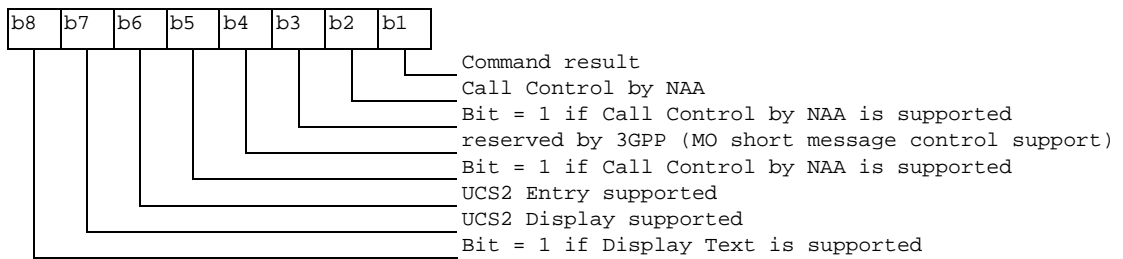 b8 b7 b6 b5 b4 b3 b2 b1
Command result
Call Control by NAA
Bit = 1 if Call Control by NAA is supported
reserved by 3GPP (MO short message control support)
Bit = 1 if Call Control by NAA is supported
UCS2 Entry supported
UCS2 Display supported
Bit = 1 if Display Text is supported